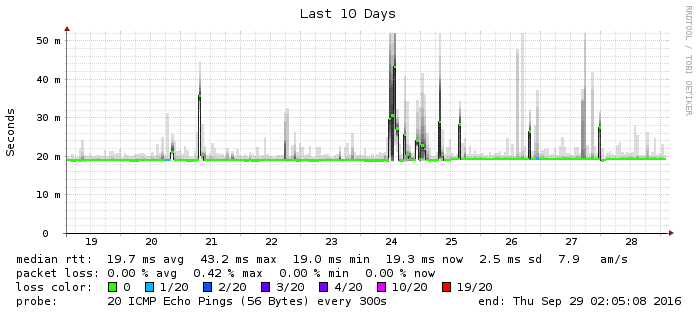 Last 10 Days
RRDTOOL / TOBI OETIKER
Seconds
50 m
40 m
30 m
20 m
10 m
0
19 20 21 22 23 24 25 26 27 28
median rtt: 19.7 ms avg 43.2 ms max 19.0 ms min 19.3 ms now 2.5 ms sd 7.9 am/s
packet loss: 0.00 % avg 0.42 % max 0.00 % min 0.00 % now
loss color: 0 1/20 2/20 3/20 4/20 10/20 19/20
probe: 20 ICMP Echo Pings (56 Bytes) every 300s end: Thu Sep 29 02:05:08 2016